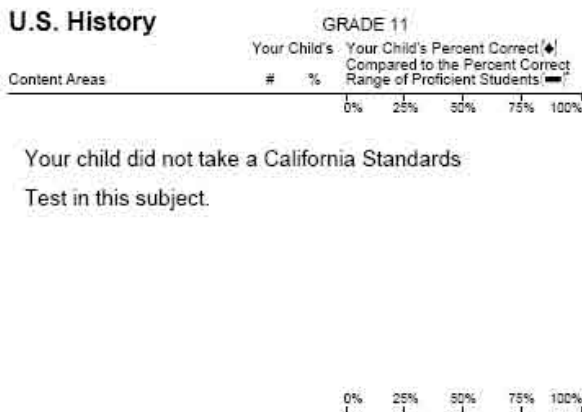 U.S. History GRADE 11
Your Child's Your Child's Percent Correct(◆)
Compared to the Percent Correct
Content Areas # % Range of Proficient Students(▬)*
0% 25% 50% 75% 100%
Your child did not take a California Standards
Test in this subject.
0% 25% 50% 75% 100%